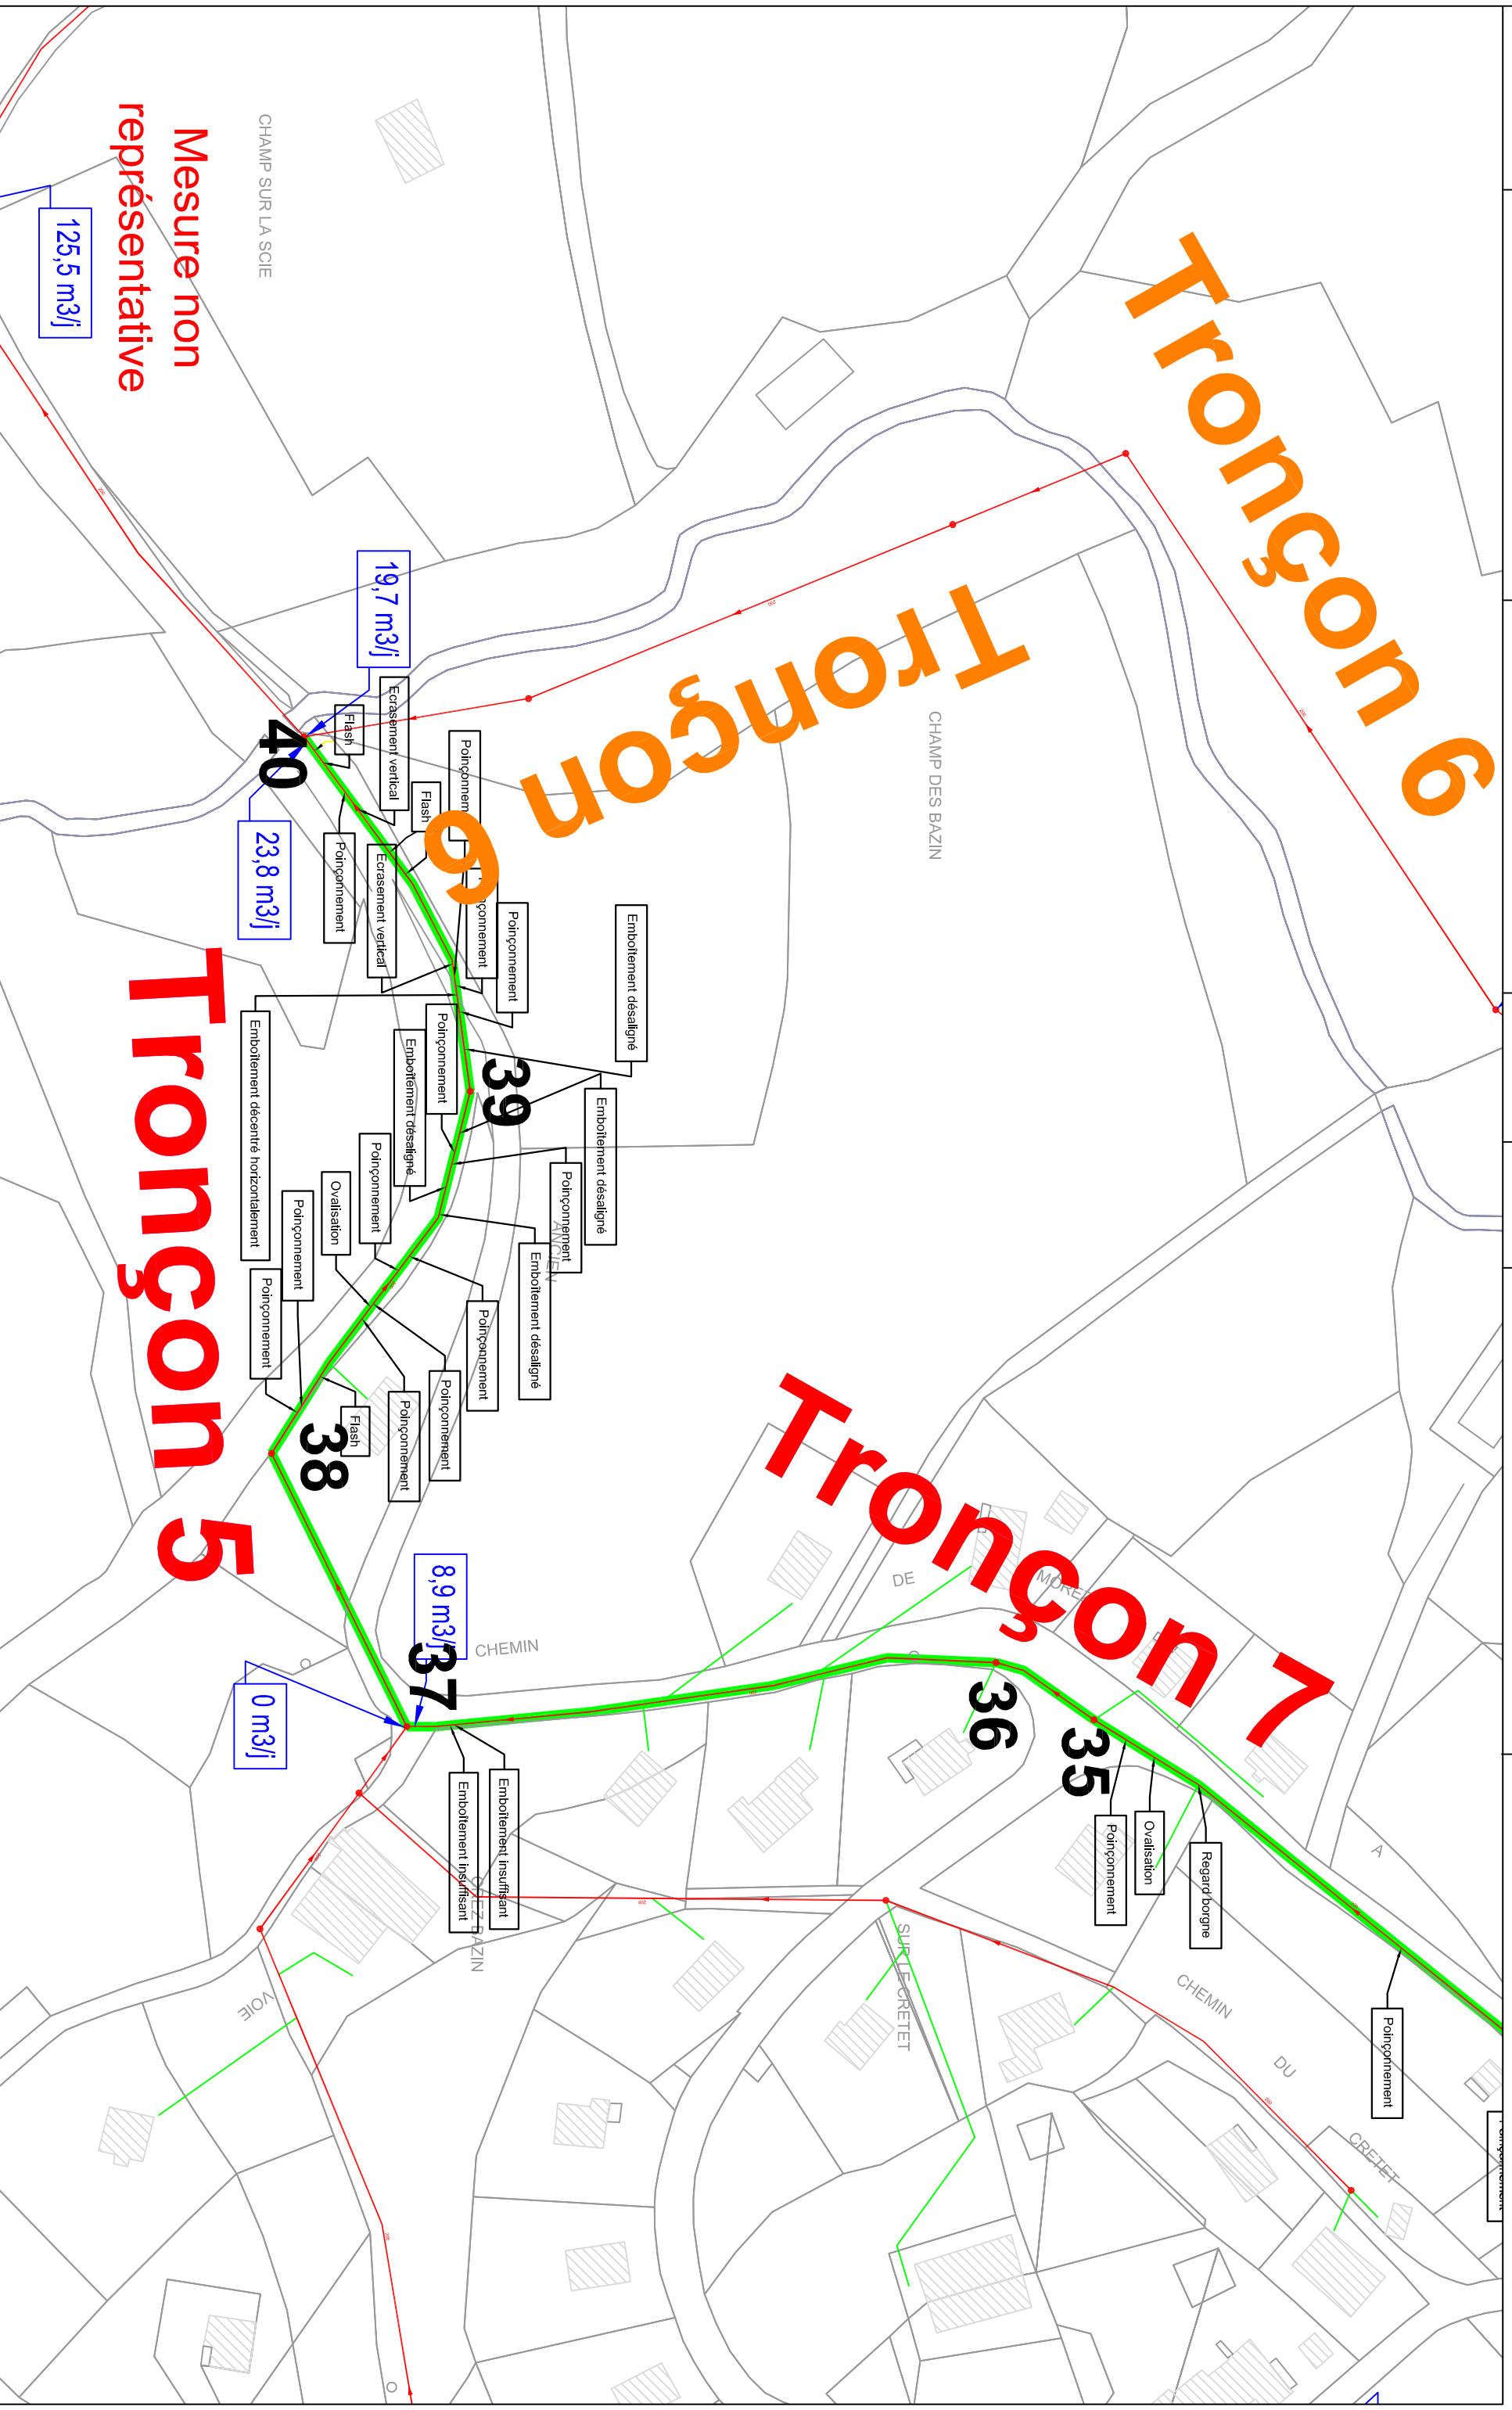 Tronçon 6
Tronçon 6
Tronçon 7
Tronçon 5
Mesure non
représentative
CHAMP SUR LA SCIE
CHAMP DES BAZIN
125,5 m3/j
19,7 m3/j
23,8 m3/j
8,9 m3/j
0 m3/j
35
36
37
38
39
40
Flash
Ecrasement vertical
Flash
Poinçonnement
Ecrasement vertical
Poinçonnem
Poinçonnement
Emboîtement désaligné
Emboîtement désaligné
Poinçonnement
Emboîtement désaligné
Poinçonnement
Emboîtement désaligné
Poinçonnement
Ovalisation
Poinçonnement
Poinçonnement
Emboîtement décentré horizontalement
Poinçonnement
Poinçonnement
Poinçonnement
Flash
Emboîtement insuffisant
Emboîtement insuffisant
Regard borgne
Ovalisation
Poinçonnement
Poinçonnement
ANCIEN
CHEMIN
DE
A
SUR LE CRETET
CHEMIN
DU
CRETET
VOIE
O
O